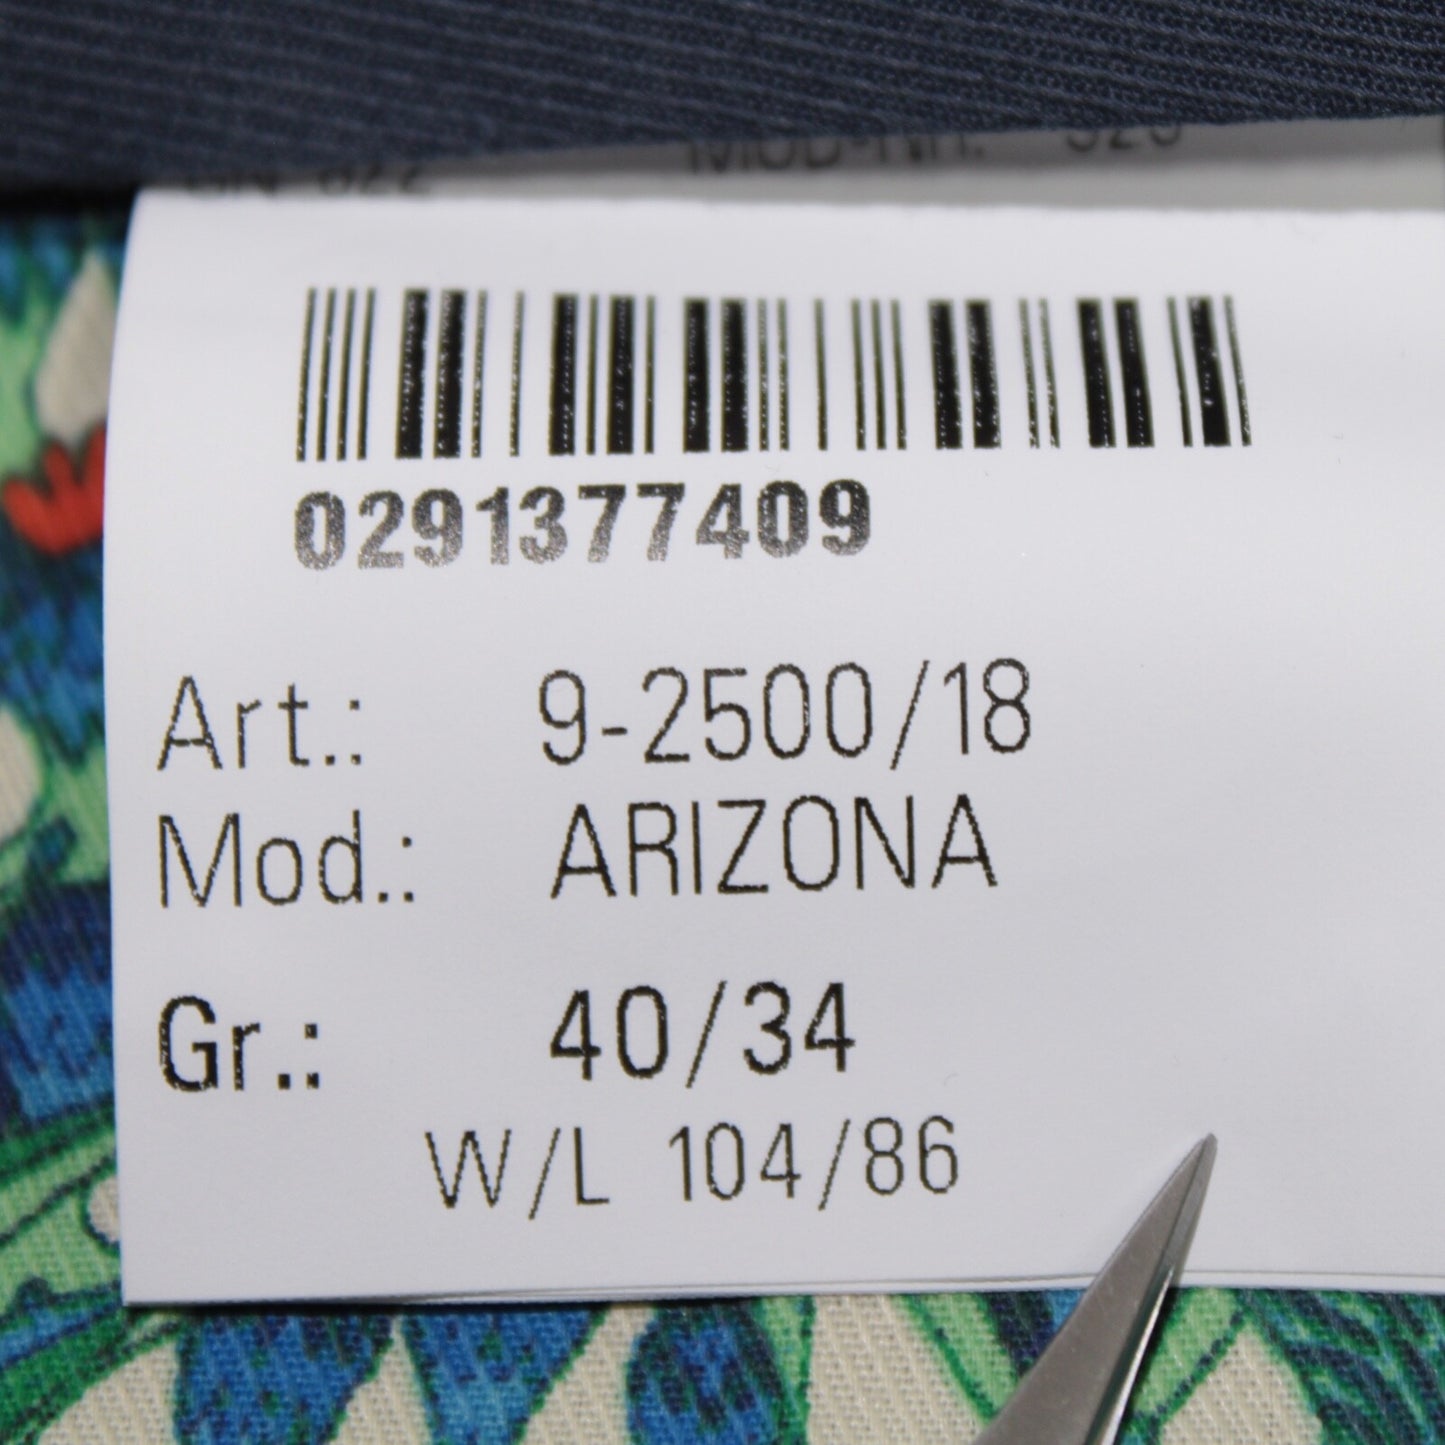 0291377409
Art.: 9-2500/18
Mod.: ARIZONA
Gr.: 40/34
W/L 104/86